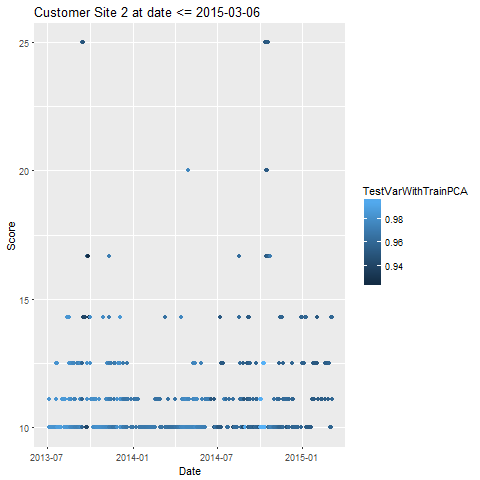 Customer Site 2 at date <= 2015-03-06
25
20
15
10
Score
2013-07
2014-01
2014-07
2015-01
Date
TestVarWithTrainPCA
0.98
0.96
0.94